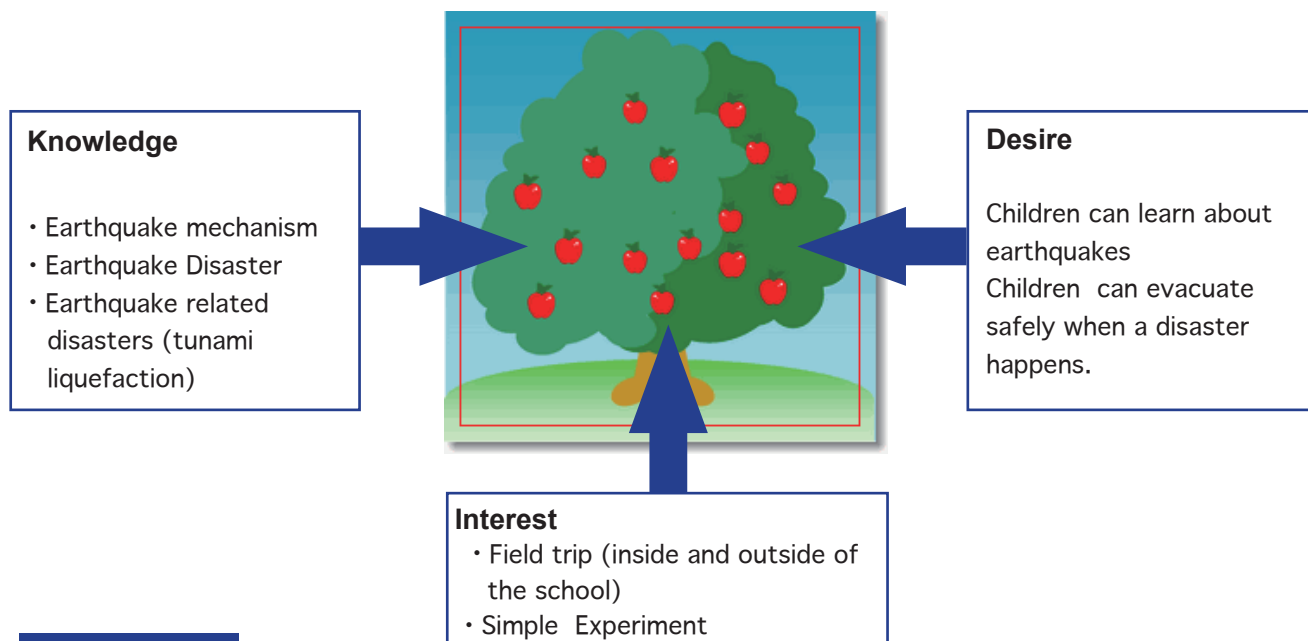 Knowledge
・Earthquake mechanism
・Earthquake Disaster
・Earthquake related
disasters (tunami
liquefaction)
Desire
Children can learn about
earthquakes
Children can evacuate
safely when a disaster
happens.
Interest
・Field trip (inside and outside of
the school)
・Simple Experiment